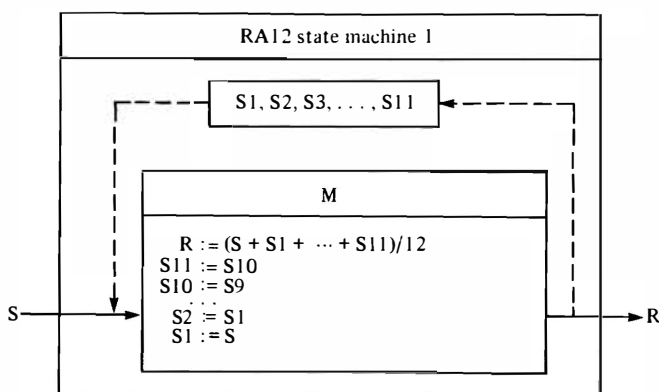 RA12 state machine 1
S1, S2, S3, . . . , S11
M
R := (S + S1 + ··· + S11)/12
S11 := S10
S10 := S9
. . .
S2 := S1
S1 := S
S
R